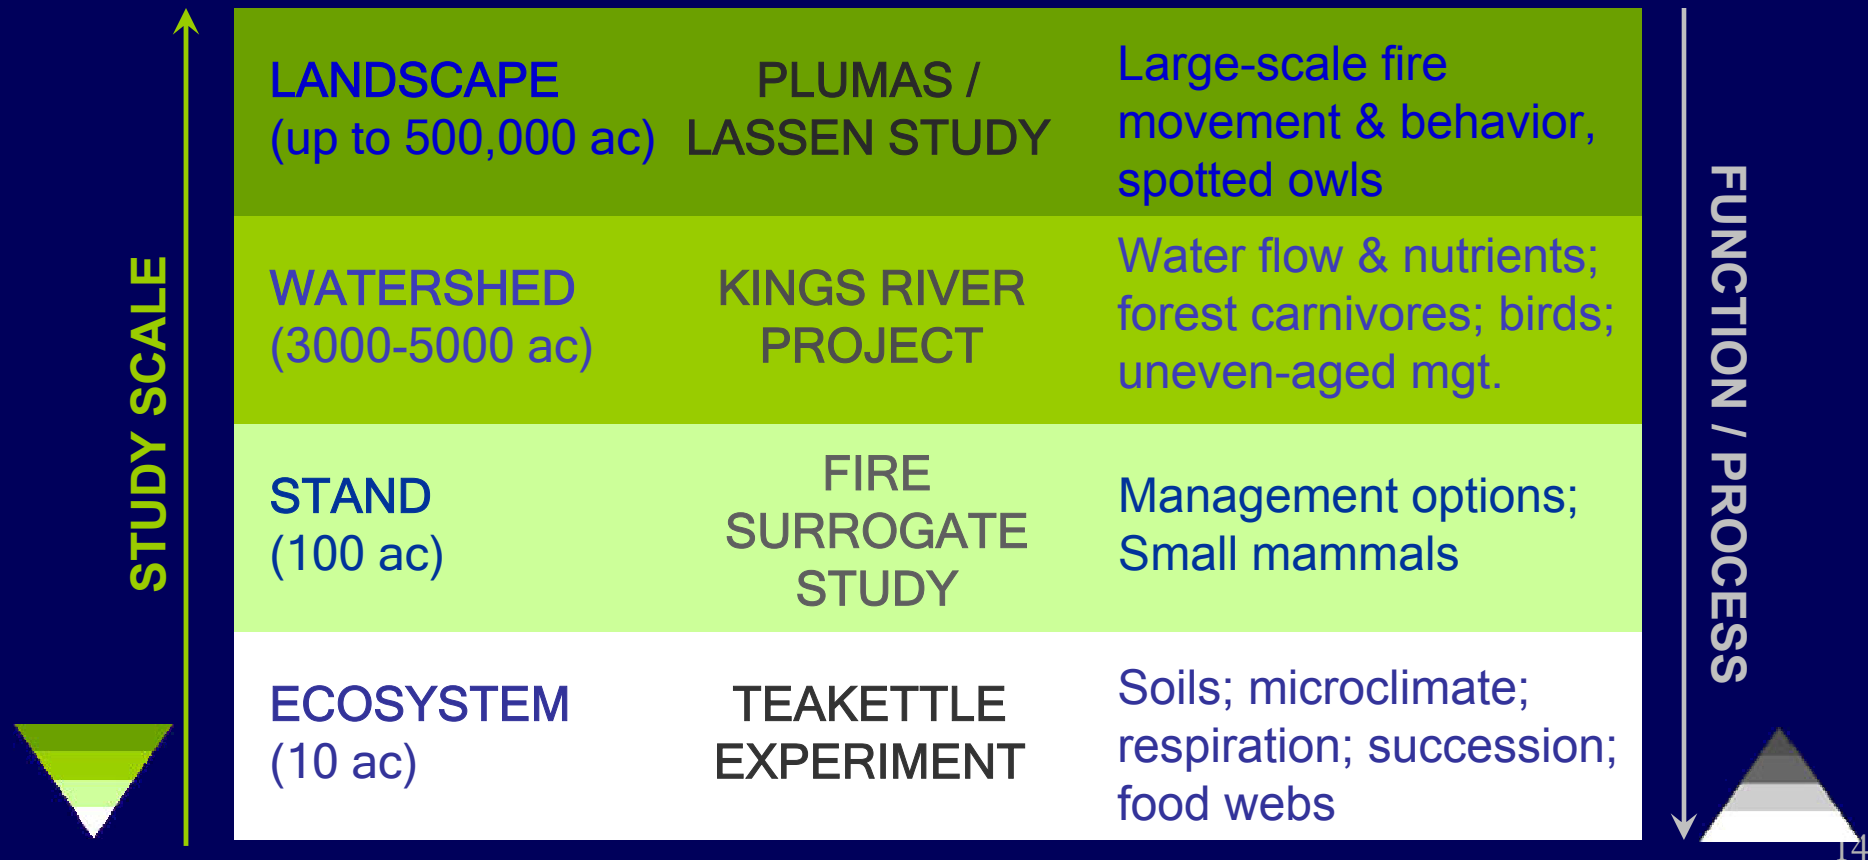 STUDY SCALE
LANDSCAPE
(up to 500,000 ac)
PLUMAS /
LASSEN STUDY
Large-scale fire
movement & behavior,
spotted owls
WATERSHED
(3000-5000 ac)
KINGS RIVER
PROJECT
Water flow & nutrients;
forest carnivores; birds;
uneven-aged mgt.
STAND
(100 ac)
FIRE
SURROGATE
STUDY
Management options;
Small mammals
ECOSYSTEM
(10 ac)
TEAKETTLE
EXPERIMENT
Soils; microclimate;
respiration; succession;
food webs
FUNCTION / PROCESS
14